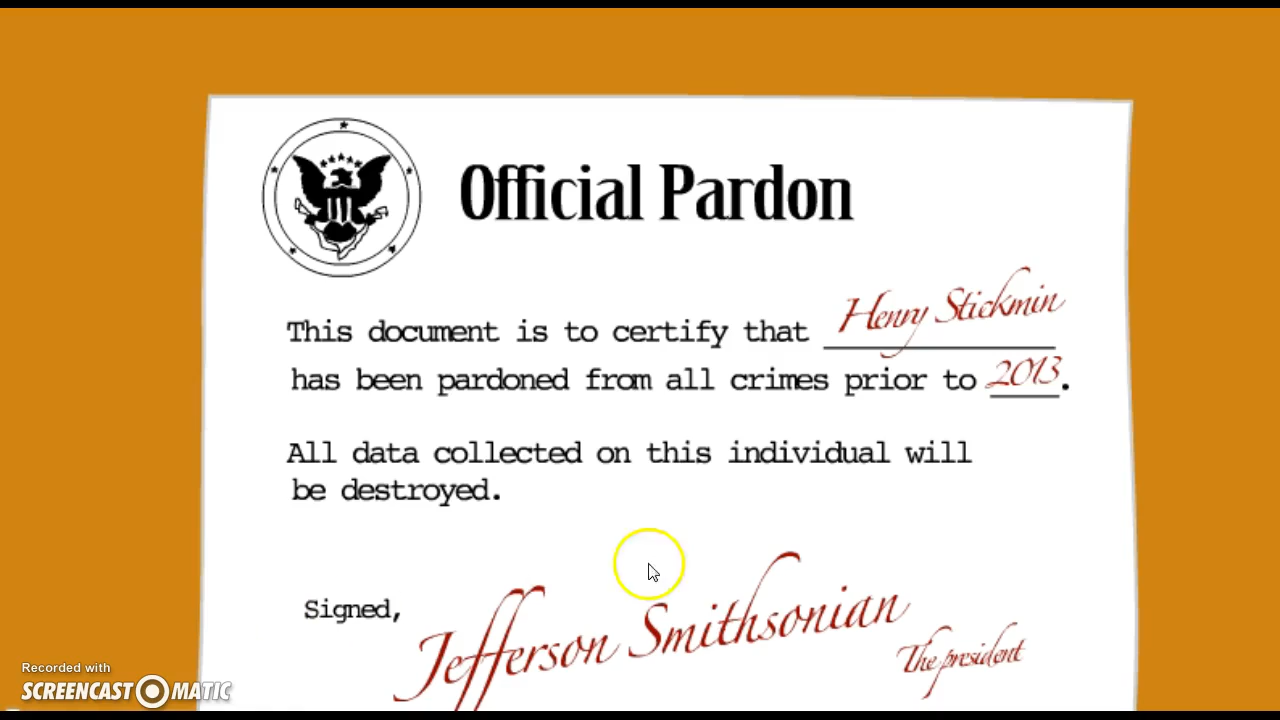 Official Pardon
This document is to certify that Henry Stickmin
has been pardoned from all crimes prior to 2013.
All data collected on this individual will
be destroyed.
Signed,
Jefferson Smithsonian
The president
Recorded with
SCREENCAST MATIC